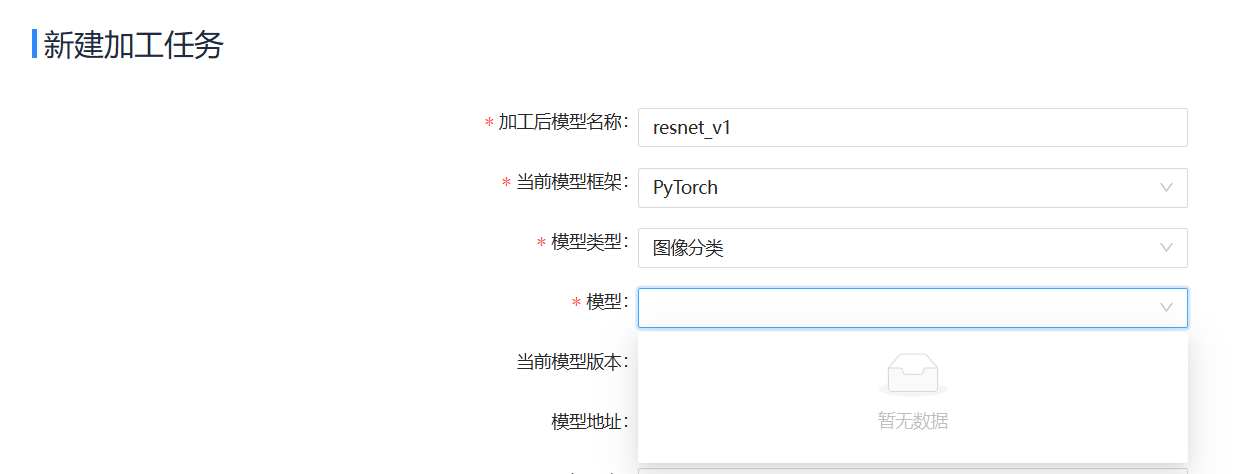 新建加工任务
* 加工后模型名称: resnet_v1
* 当前模型框架: PyTorch
* 模型类型: 图像分类
* 模型:
当前模型版本:
暂无数据
模型地址: